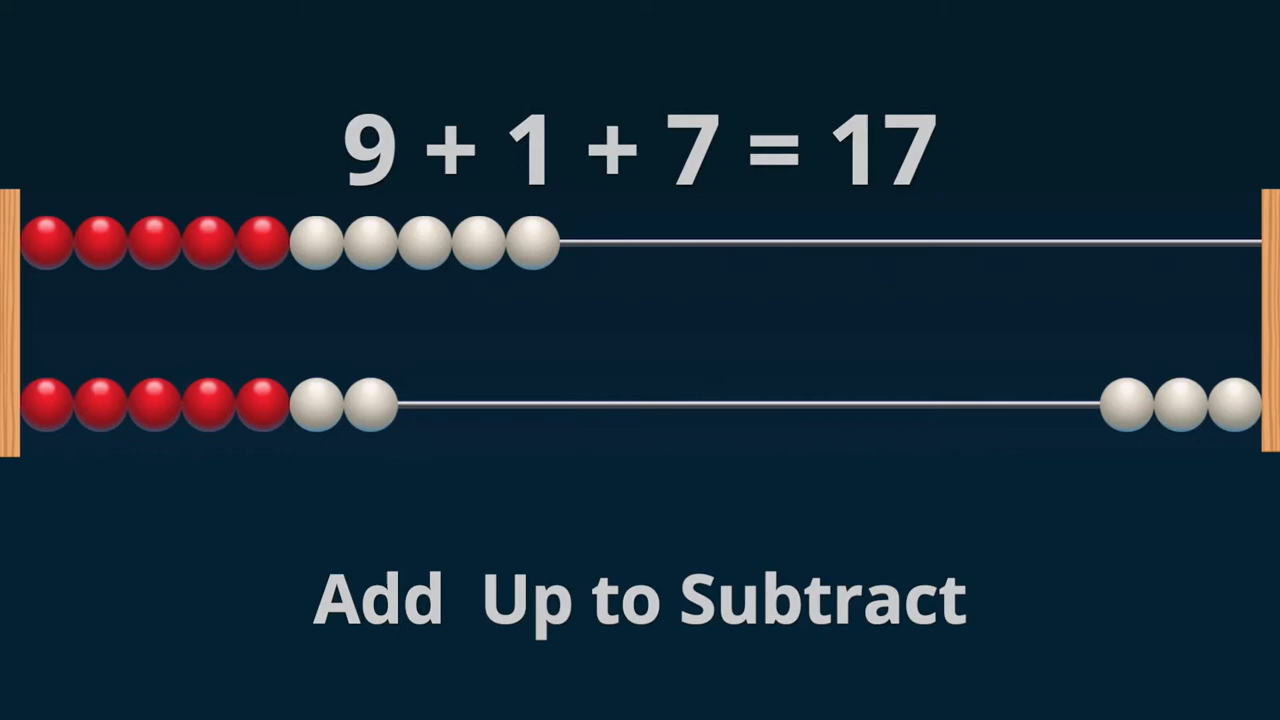 9 + 1 + 7 = 17
Add Up to Subtract